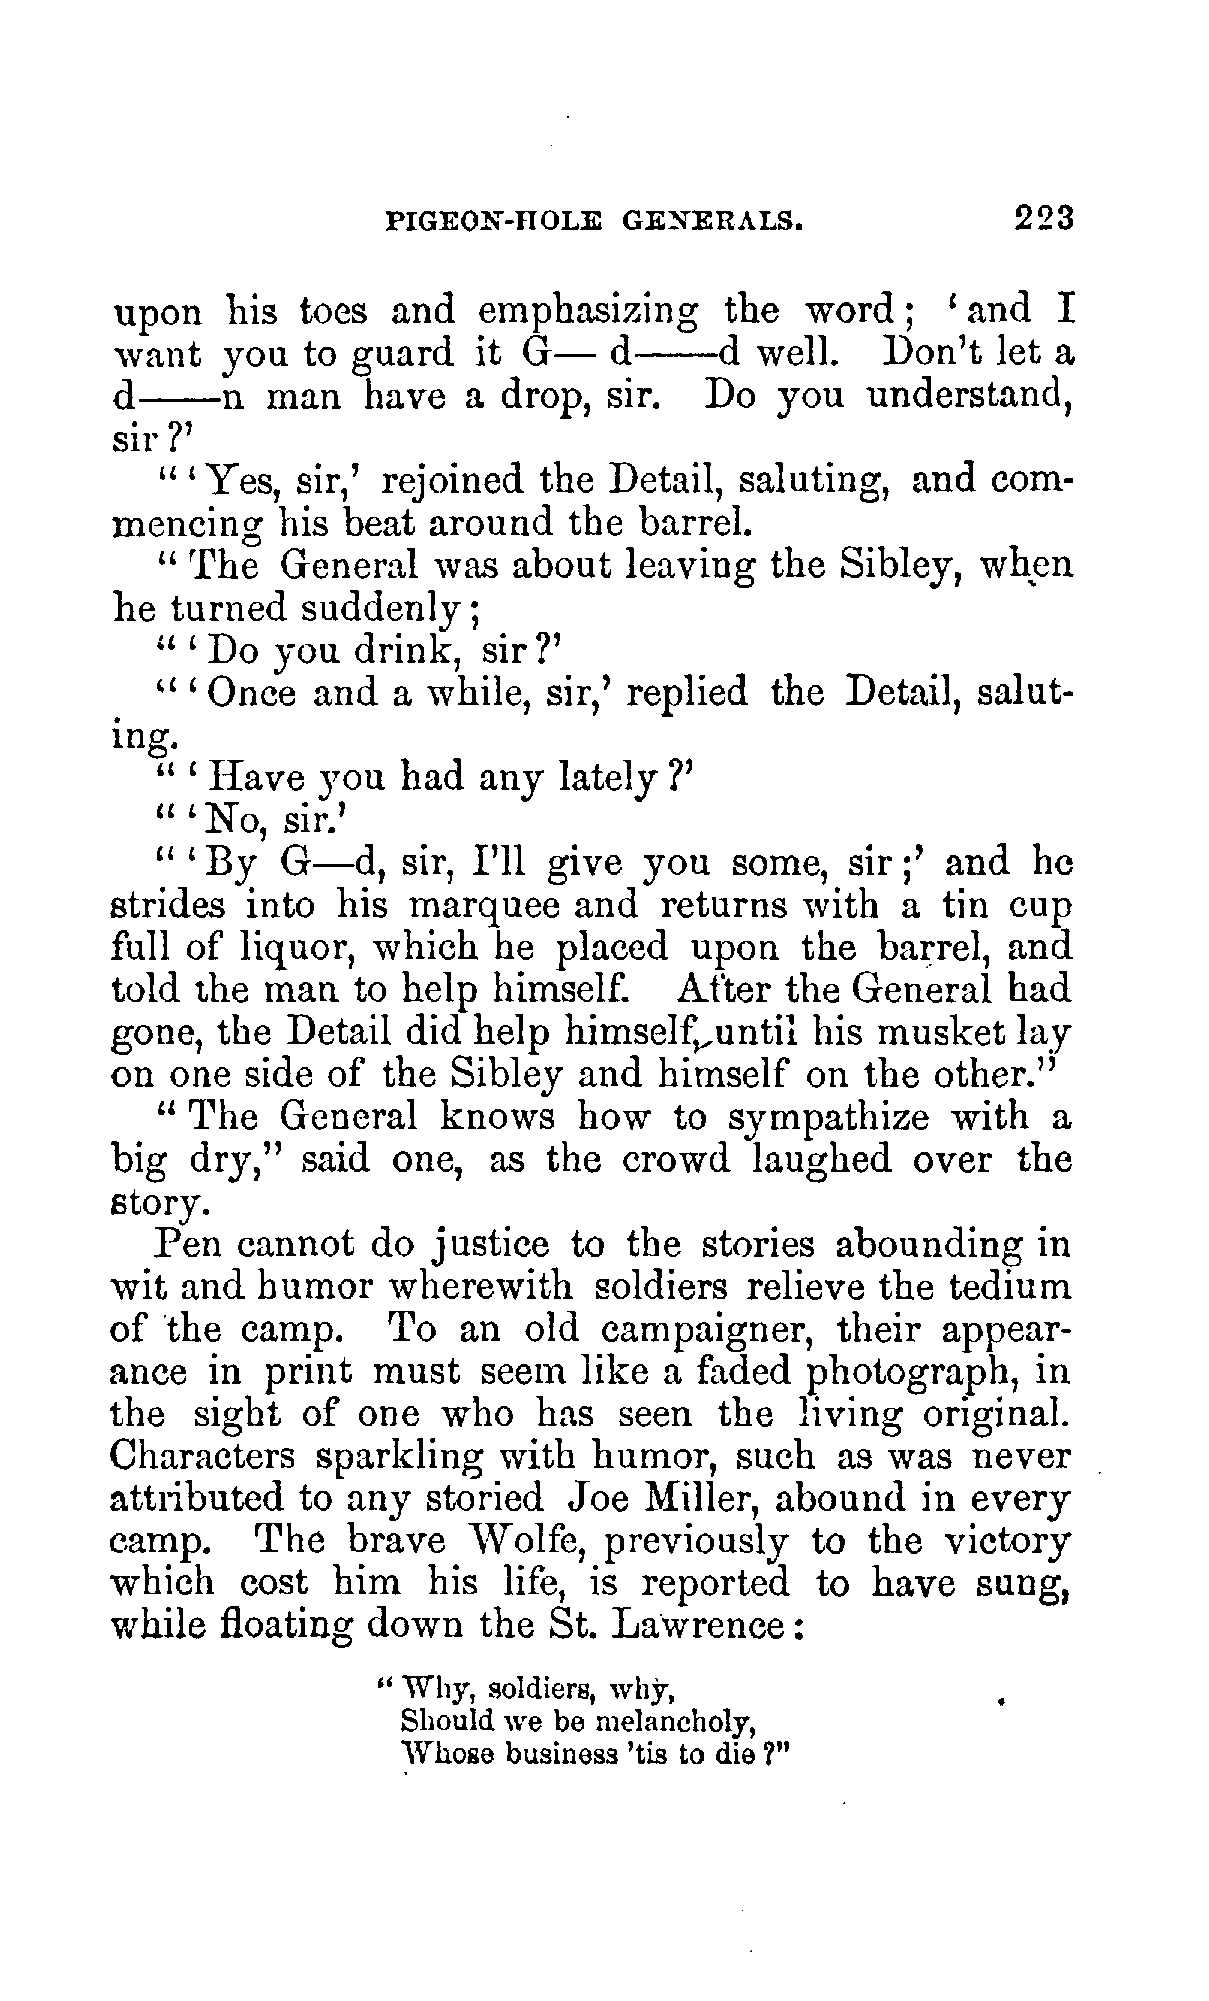 PIGEON-HOLE GENERALS. 223
upon his toes and emphasizing the word; ‘and I
want you to guard it G— d——d well. Don’t let a
d——n man have a drop, sir. Do you understand,
sir?’
“‘Yes, sir,’ rejoined the Detail, saluting, and com-
mencing his beat around the barrel.
“The General was about leaving the Sibley, when
he turned suddenly;
“‘Do you drink, sir?’
“‘Once and a while, sir,’ replied the Detail, salut-
ing.
“‘Have you had any lately?’
“‘No, sir.’
“‘By G—d, sir, I’ll give you some, sir;’ and he
strides into his marquee and returns with a tin cup
full of liquor, which he placed upon the barrel, and
told the man to help himself. After the General had
gone, the Detail did help himself, until his musket lay
on one side of the Sibley and himself on the other.”
“The General knows how to sympathize with a
big dry,” said one, as the crowd laughed over the
story.
Pen cannot do justice to the stories abounding in
wit and humor wherewith soldiers relieve the tedium
of the camp. To an old campaigner, their appear-
ance in print must seem like a faded photograph, in
the sight of one who has seen the living original.
Characters sparkling with humor, such as was never
attributed to any storied Joe Miller, abound in every
camp. The brave Wolfe, previously to the victory
which cost him his life, is reported to have sung,
while floating down the St. Lawrence:
“Why, soldiers, why,
Should we be melancholy,
Whose business ’tis to die?”